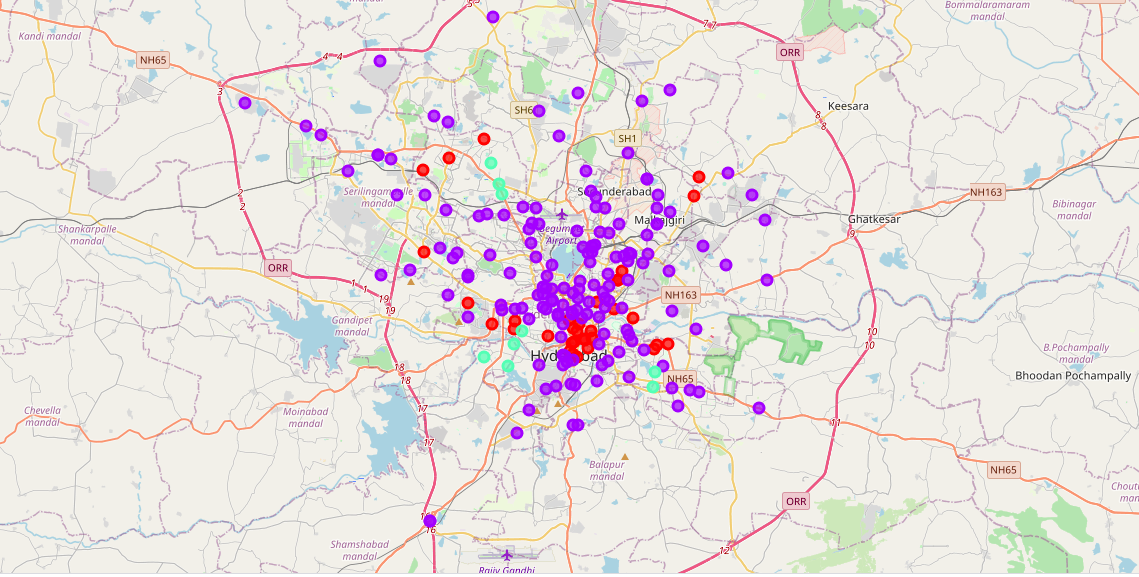 mandal
5
Bommalaramaram
mandal
7 7
Kandi mandal
ORR
4 4
NH65
3
Keesara
8
8
SH6
SH1
Secunderabad
NH163
2
2
Serilingampalle
mandal
Malkajgiri
Bibinagar
mandal
Ghatkesar
9
Shankarpalle
mandal
Begumpet
Airport
ORR
1 1
19
19
NH163
Gandipet
mandal
10
10
Hyderabad
B.Pochampally
mandal
18
18
NH65
Bhoodan Pochampally
Chevella
mandal
Moinabad
mandal
17
11
17
Balapur
mandal
NH65
ORR
16
16
Shamshabad
mandal
12
Rajiv Gandhi